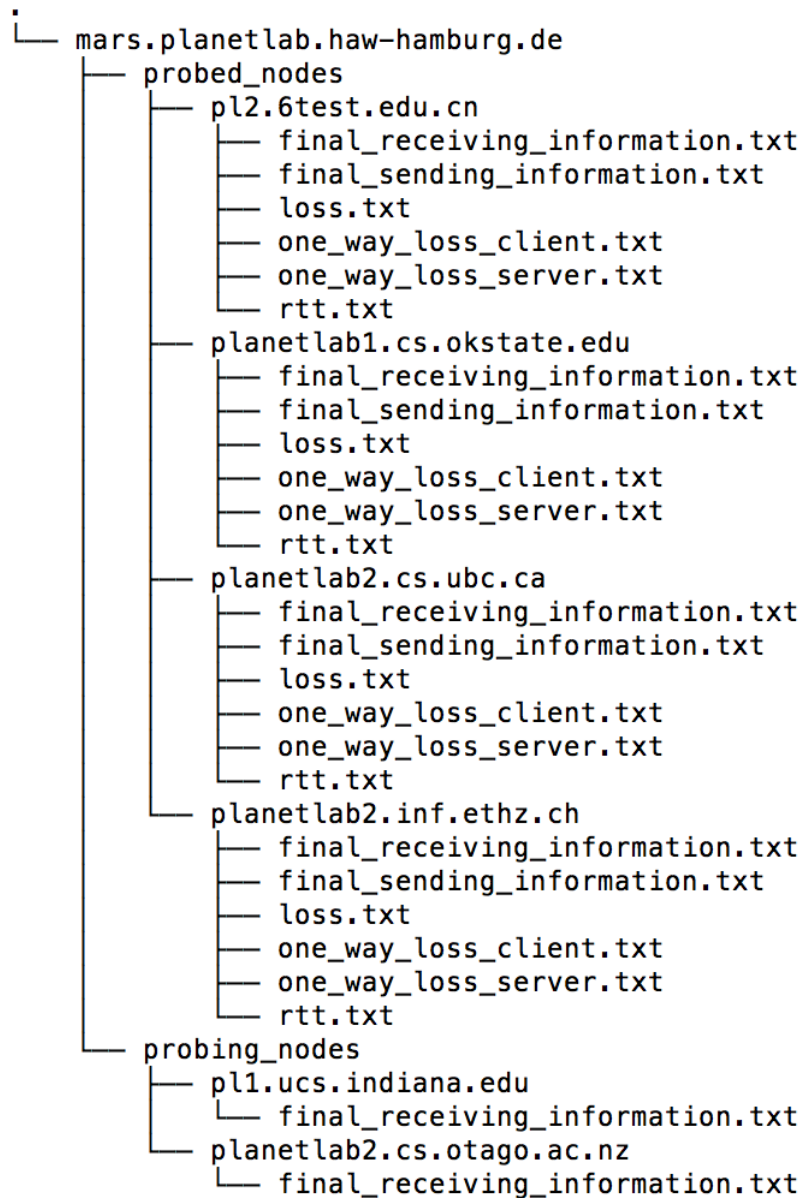 .
└── mars.planetlab.haw-hamburg.de
    ├── probed_nodes
    │   ├── pl2.6test.edu.cn
    │   │   ├── final_receiving_information.txt
    │   │   ├── final_sending_information.txt
    │   │   ├── loss.txt
    │   │   ├── one_way_loss_client.txt
    │   │   ├── one_way_loss_server.txt
    │   │   └── rtt.txt
    │   ├── planetlab1.cs.okstate.edu
    │   │   ├── final_receiving_information.txt
    │   │   ├── final_sending_information.txt
    │   │   ├── loss.txt
    │   │   ├── one_way_loss_client.txt
    │   │   ├── one_way_loss_server.txt
    │   │   └── rtt.txt
    │   ├── planetlab2.cs.ubc.ca
    │   │   ├── final_receiving_information.txt
    │   │   ├── final_sending_information.txt
    │   │   ├── loss.txt
    │   │   ├── one_way_loss_client.txt
    │   │   ├── one_way_loss_server.txt
    │   │   └── rtt.txt
    │   └── planetlab2.inf.ethz.ch
    │       ├── final_receiving_information.txt
    │       ├── final_sending_information.txt
    │       ├── loss.txt
    │       ├── one_way_loss_client.txt
    │       ├── one_way_loss_server.txt
    │       └── rtt.txt
    └── probing_nodes
        ├── pl1.ucs.indiana.edu
        │   └── final_receiving_information.txt
        └── planetlab2.cs.otago.ac.nz
            └── final_receiving_information.txt